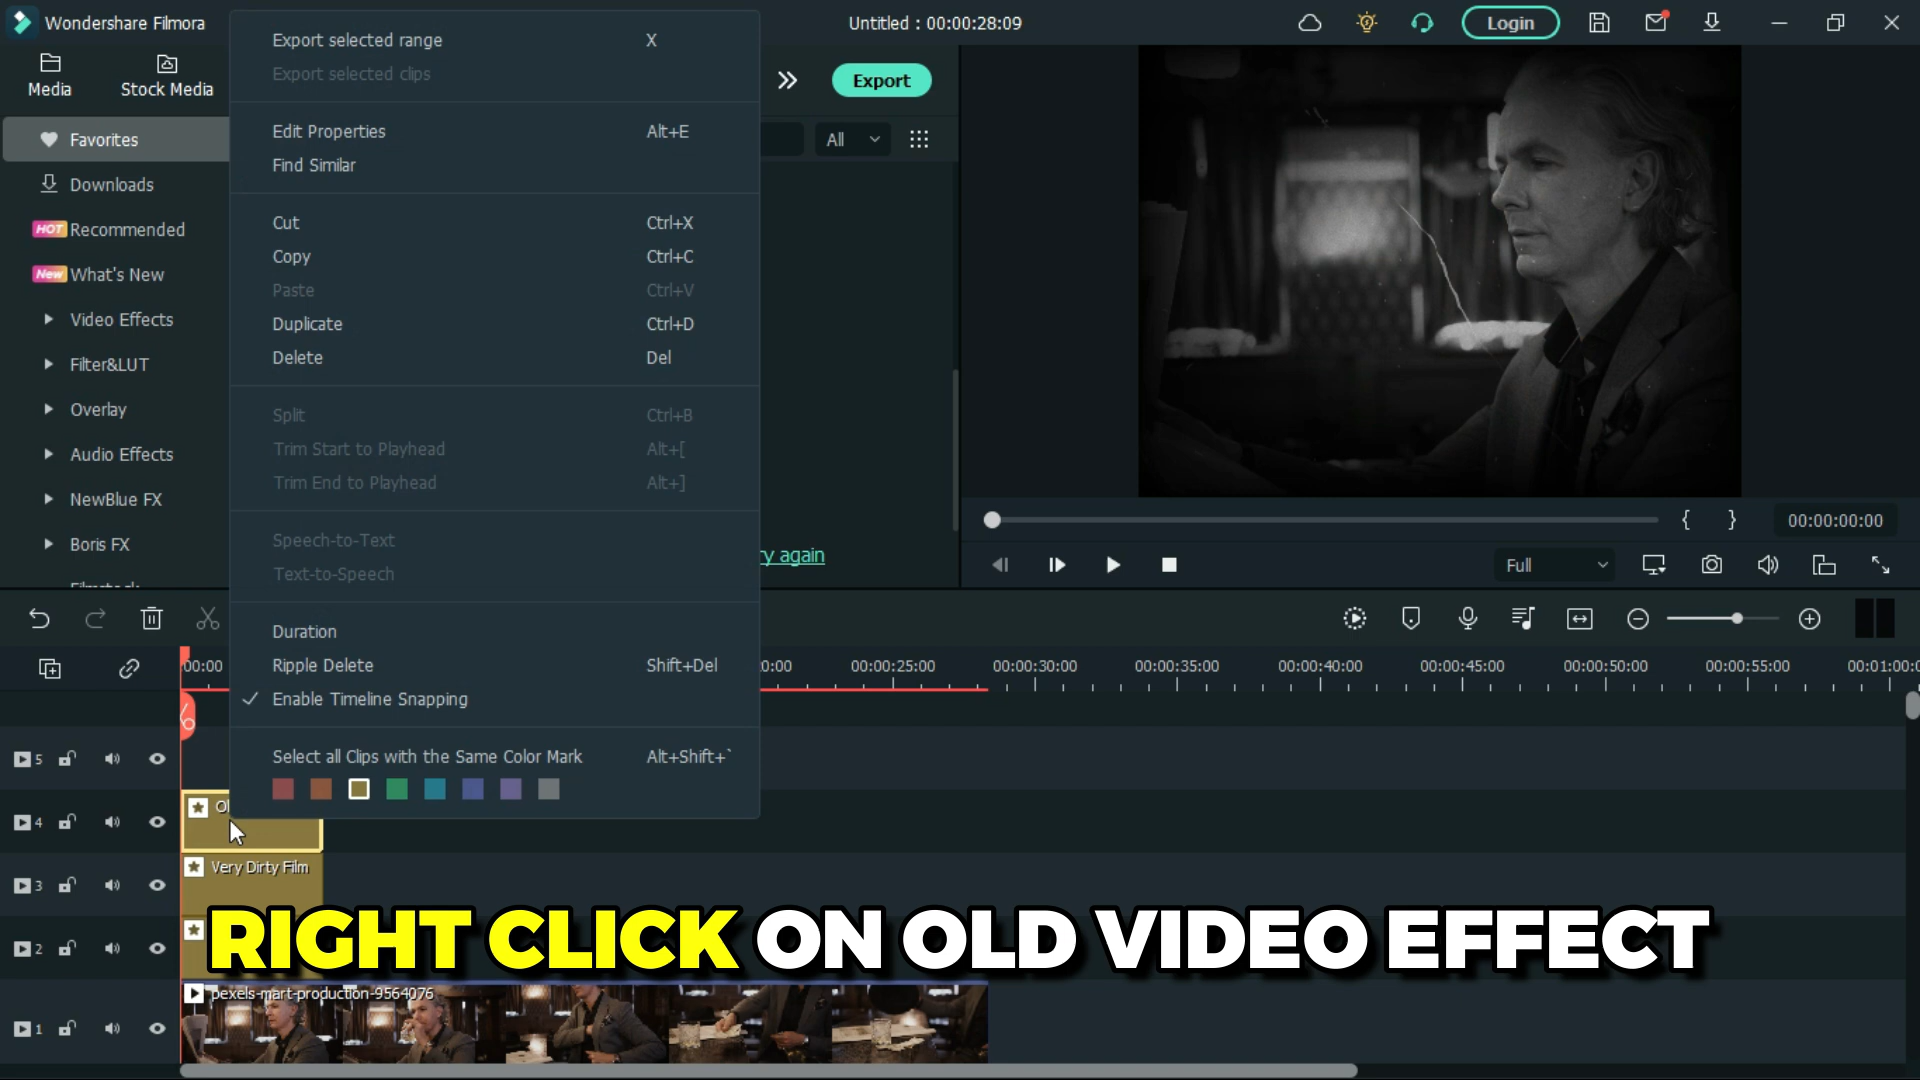 Wondershare Filmora
Untitled : 00:00:28:09
Login
Media
Stock Media
Export
Favorites
All
Downloads
HOT Recommended
New What's New
Video Effects
Filter&LUT
Overlay
Audio Effects
NewBlue FX
Boris FX
Export selected range X
Export selected clips
Edit Properties Alt+E
Find Similar
Cut Ctrl+X
Copy Ctrl+C
Paste Ctrl+V
Duplicate Ctrl+D
Delete Del
Split Ctrl+B
Trim Start to Playhead Alt+[
Trim End to Playhead Alt+]
Speech-to-Text
Text-to-Speech
Duration
Ripple Delete Shift+Del
Enable Timeline Snapping
Select all Clips with the Same Color Mark Alt+Shift+`
ry again
{ } 00:00:00:00
Full
00:00 0:00 00:00:25:00 00:00:30:00 00:00:35:00 00:00:40:00 00:00:45:00 00:00:50:00 00:00:55:00 00:01:00:0
5
4
Very Dirty Film
3
2
RIGHT CLICK ON OLD VIDEO EFFECT
pexels-mart-production-9564076
1